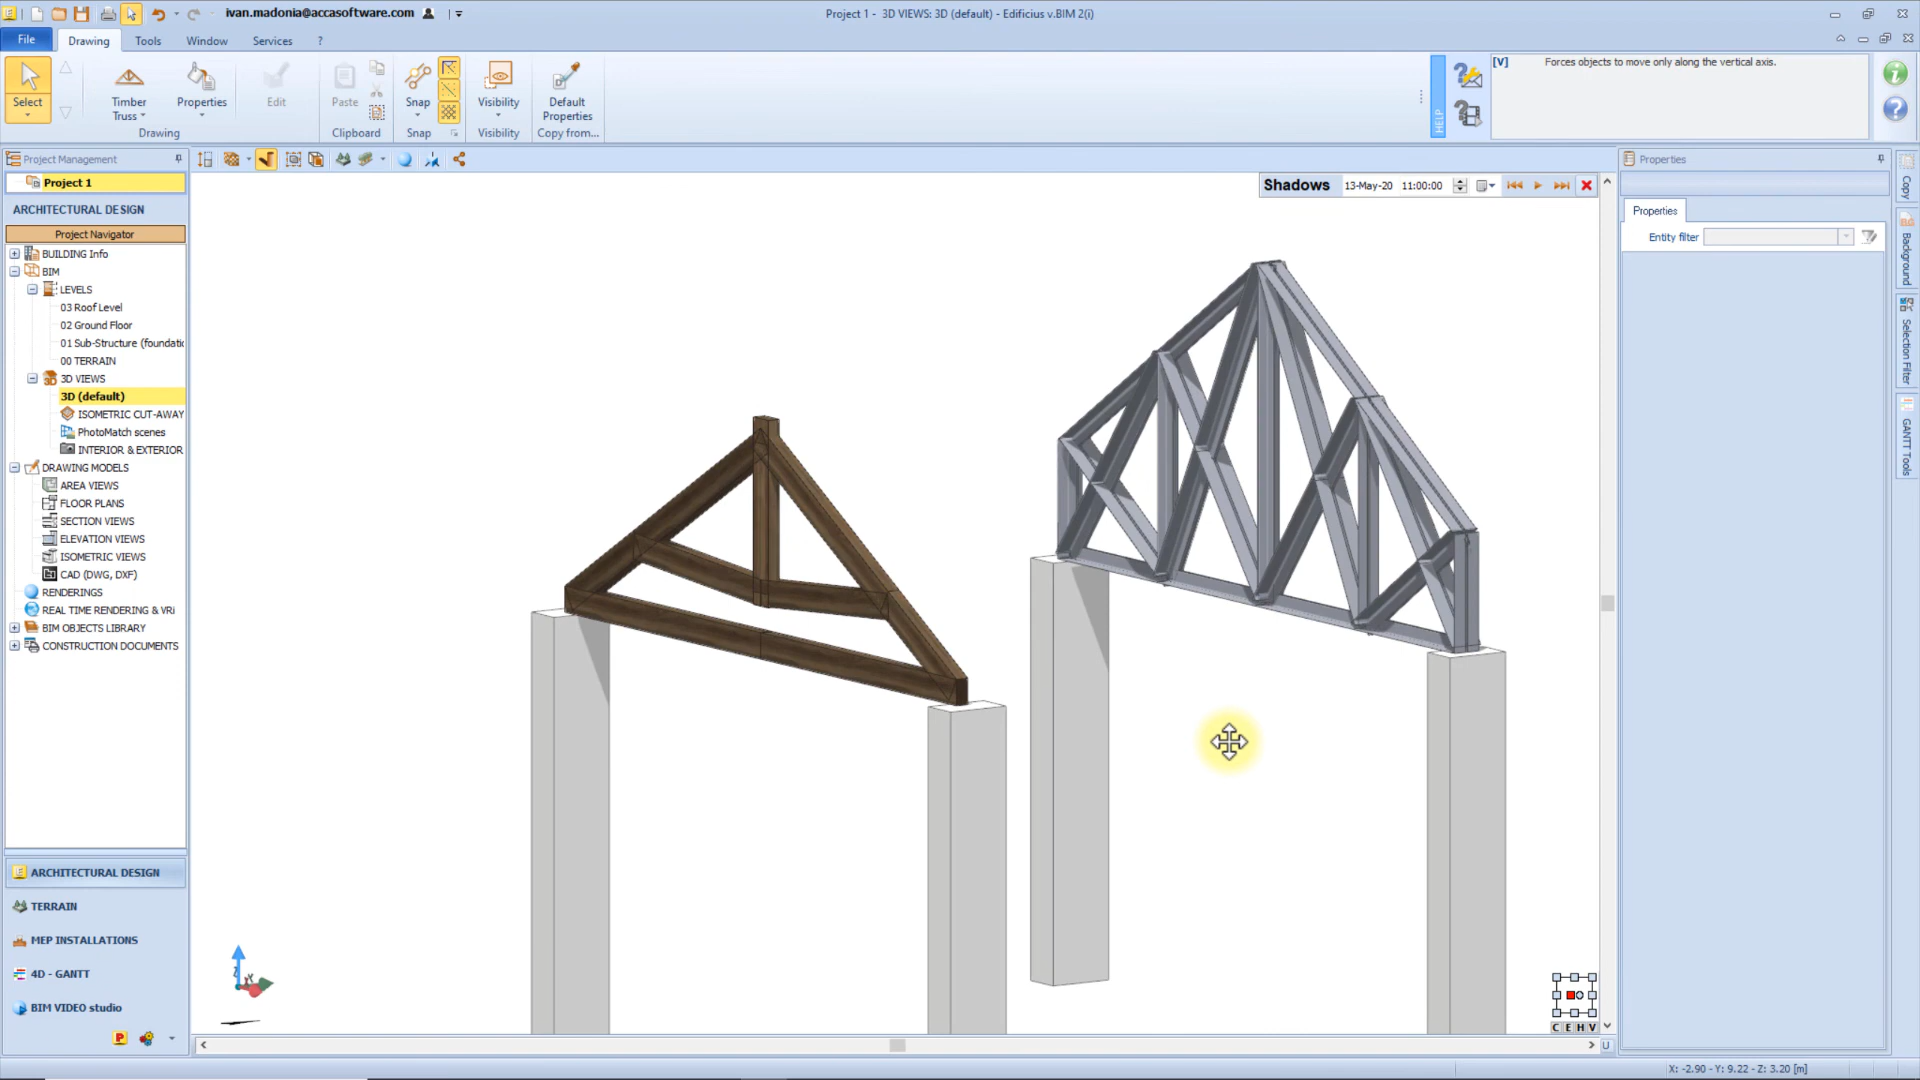 ivan.madonia@accasoftware.com
Project 1 - 3D VIEWS: 3D (default) - Edificius v.BIM 2(i)
File
Drawing
Tools
Window
Services
?
Select
Timber Truss
Properties
Edit
Paste
Snap
Visibility
Default Properties
Drawing
Clipboard
Snap
Visibility
Copy from...
HELP
[V]
Forces objects to move only along the vertical axis.
Project Management
Project 1
ARCHITECTURAL DESIGN
Project Navigator
BUILDING Info
BIM
LEVELS
03 Roof Level
02 Ground Floor
01 Sub-Structure (foundatic
00 TERRAIN
3D VIEWS
3D (default)
ISOMETRIC CUT-AWAY
PhotoMatch scenes
INTERIOR & EXTERIOR
DRAWING MODELS
AREA VIEWS
FLOOR PLANS
SECTION VIEWS
ELEVATION VIEWS
ISOMETRIC VIEWS
CAD (DWG, DXF)
RENDERINGS
REAL TIME RENDERING & VRi
BIM OBJECTS LIBRARY
CONSTRUCTION DOCUMENTS
ARCHITECTURAL DESIGN
TERRAIN
MEP INSTALLATIONS
4D - GANTT
BIM VIDEO studio
Shadows
13-May-20
11:00:00
Properties
Properties
Entity filter
Copy
Background
Selection Filter
GANTT Tools
C E H V
U
X: -2.90 - Y: 9.22 - Z: 3.20 [m]